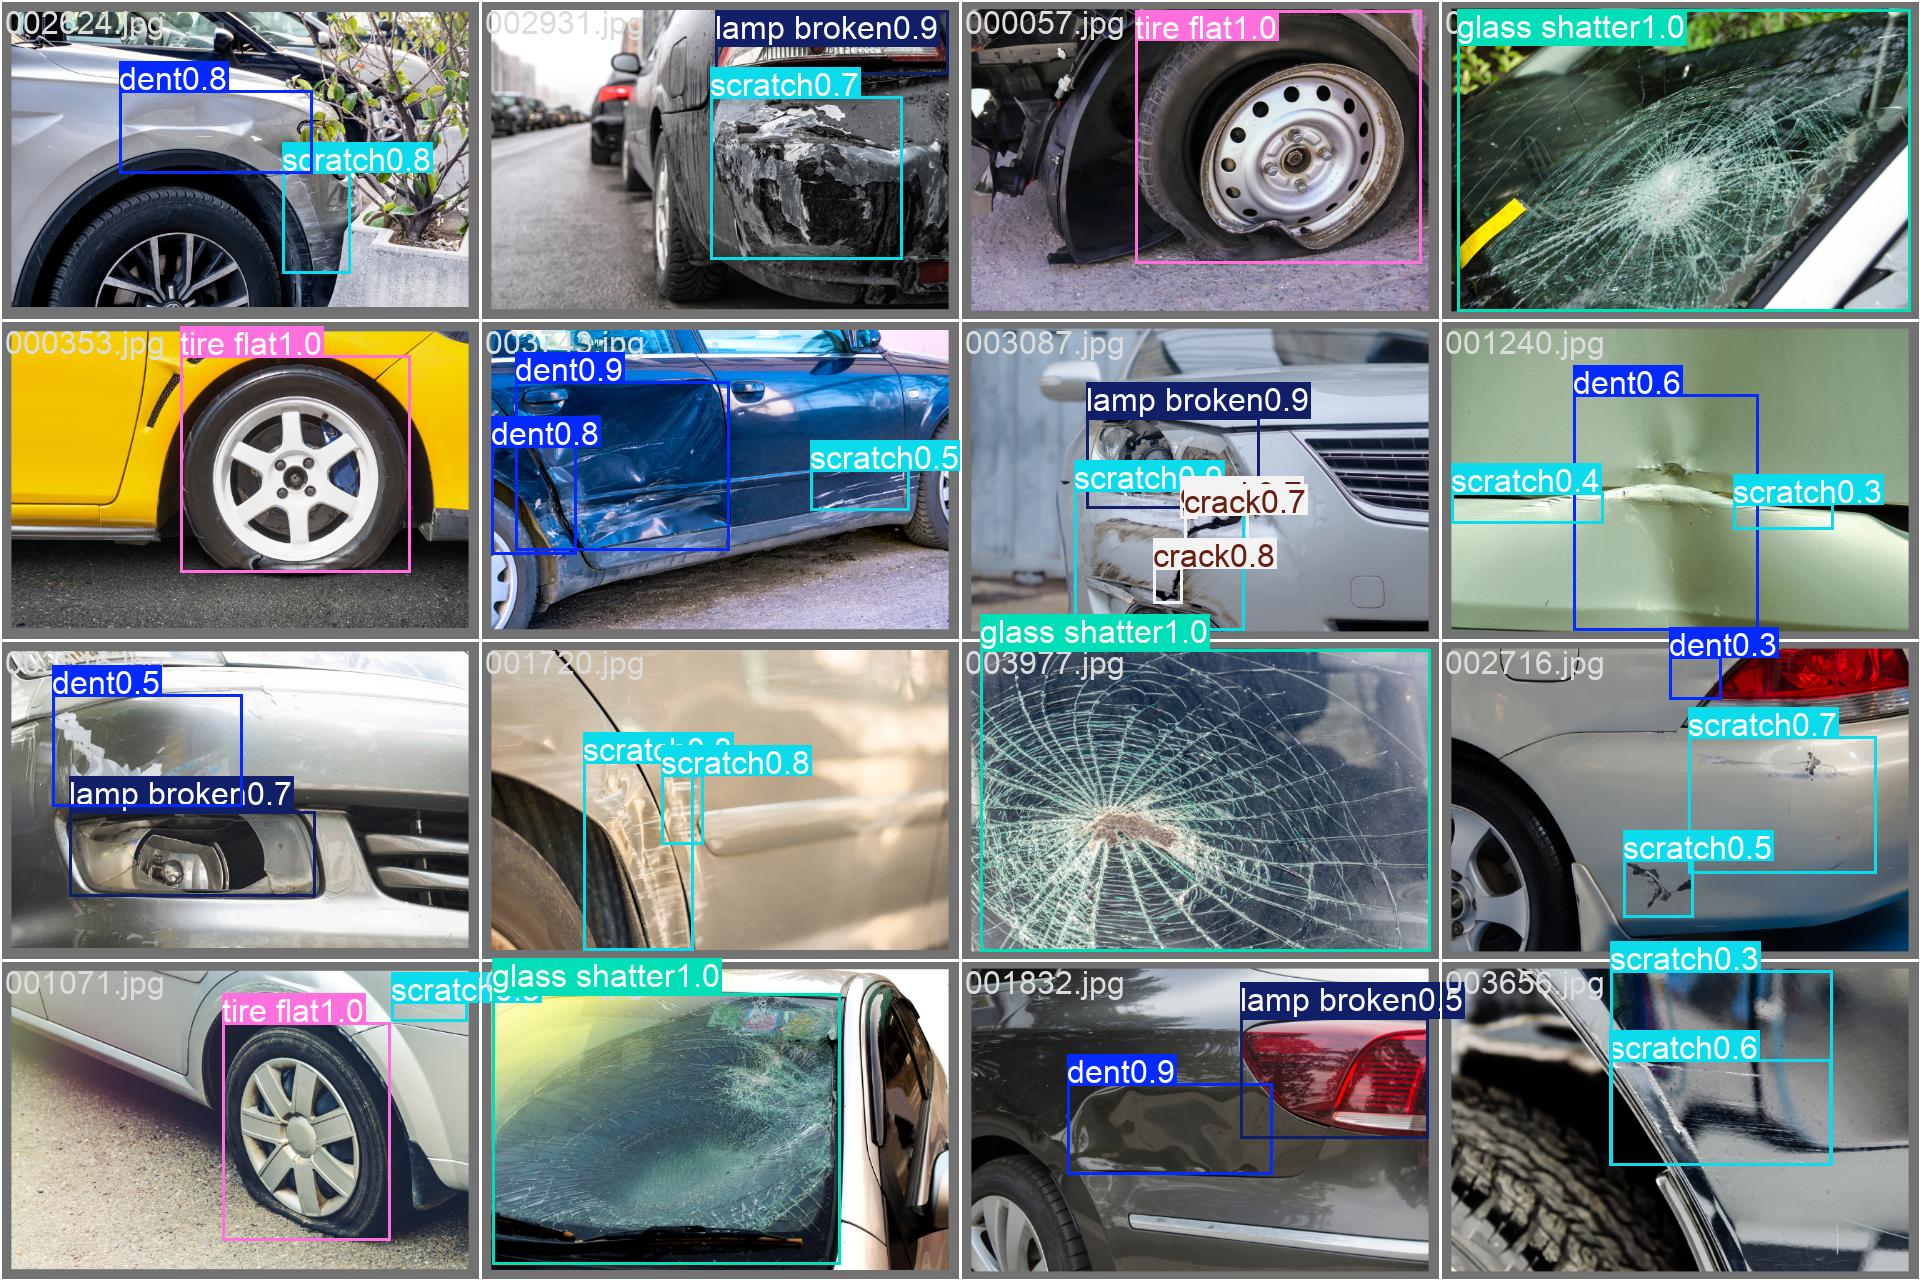 002624.jpg
dent0.8
scratch0.8
002931.jpg
lamp broken0.9
scratch0.7
000057.jpg
tire flat1.0
glass shatter1.0
000353.jpg
tire flat1.0
dent0.9
dent0.8
scratch0.5
003087.jpg
lamp broken0.9
crack0.7
crack0.8
001240.jpg
dent0.6
scratch0.4
scratch0.3
dent0.5
lamp broken0.7
001720.jpg
scratch0.8
glass shatter1.0
003977.jpg
002716.jpg
dent0.3
scratch0.7
scratch0.5
001071.jpg
tire flat1.0
glass shatter1.0
001832.jpg
lamp broken0.5
dent0.9
003656.jpg
scratch0.3
scratch0.6